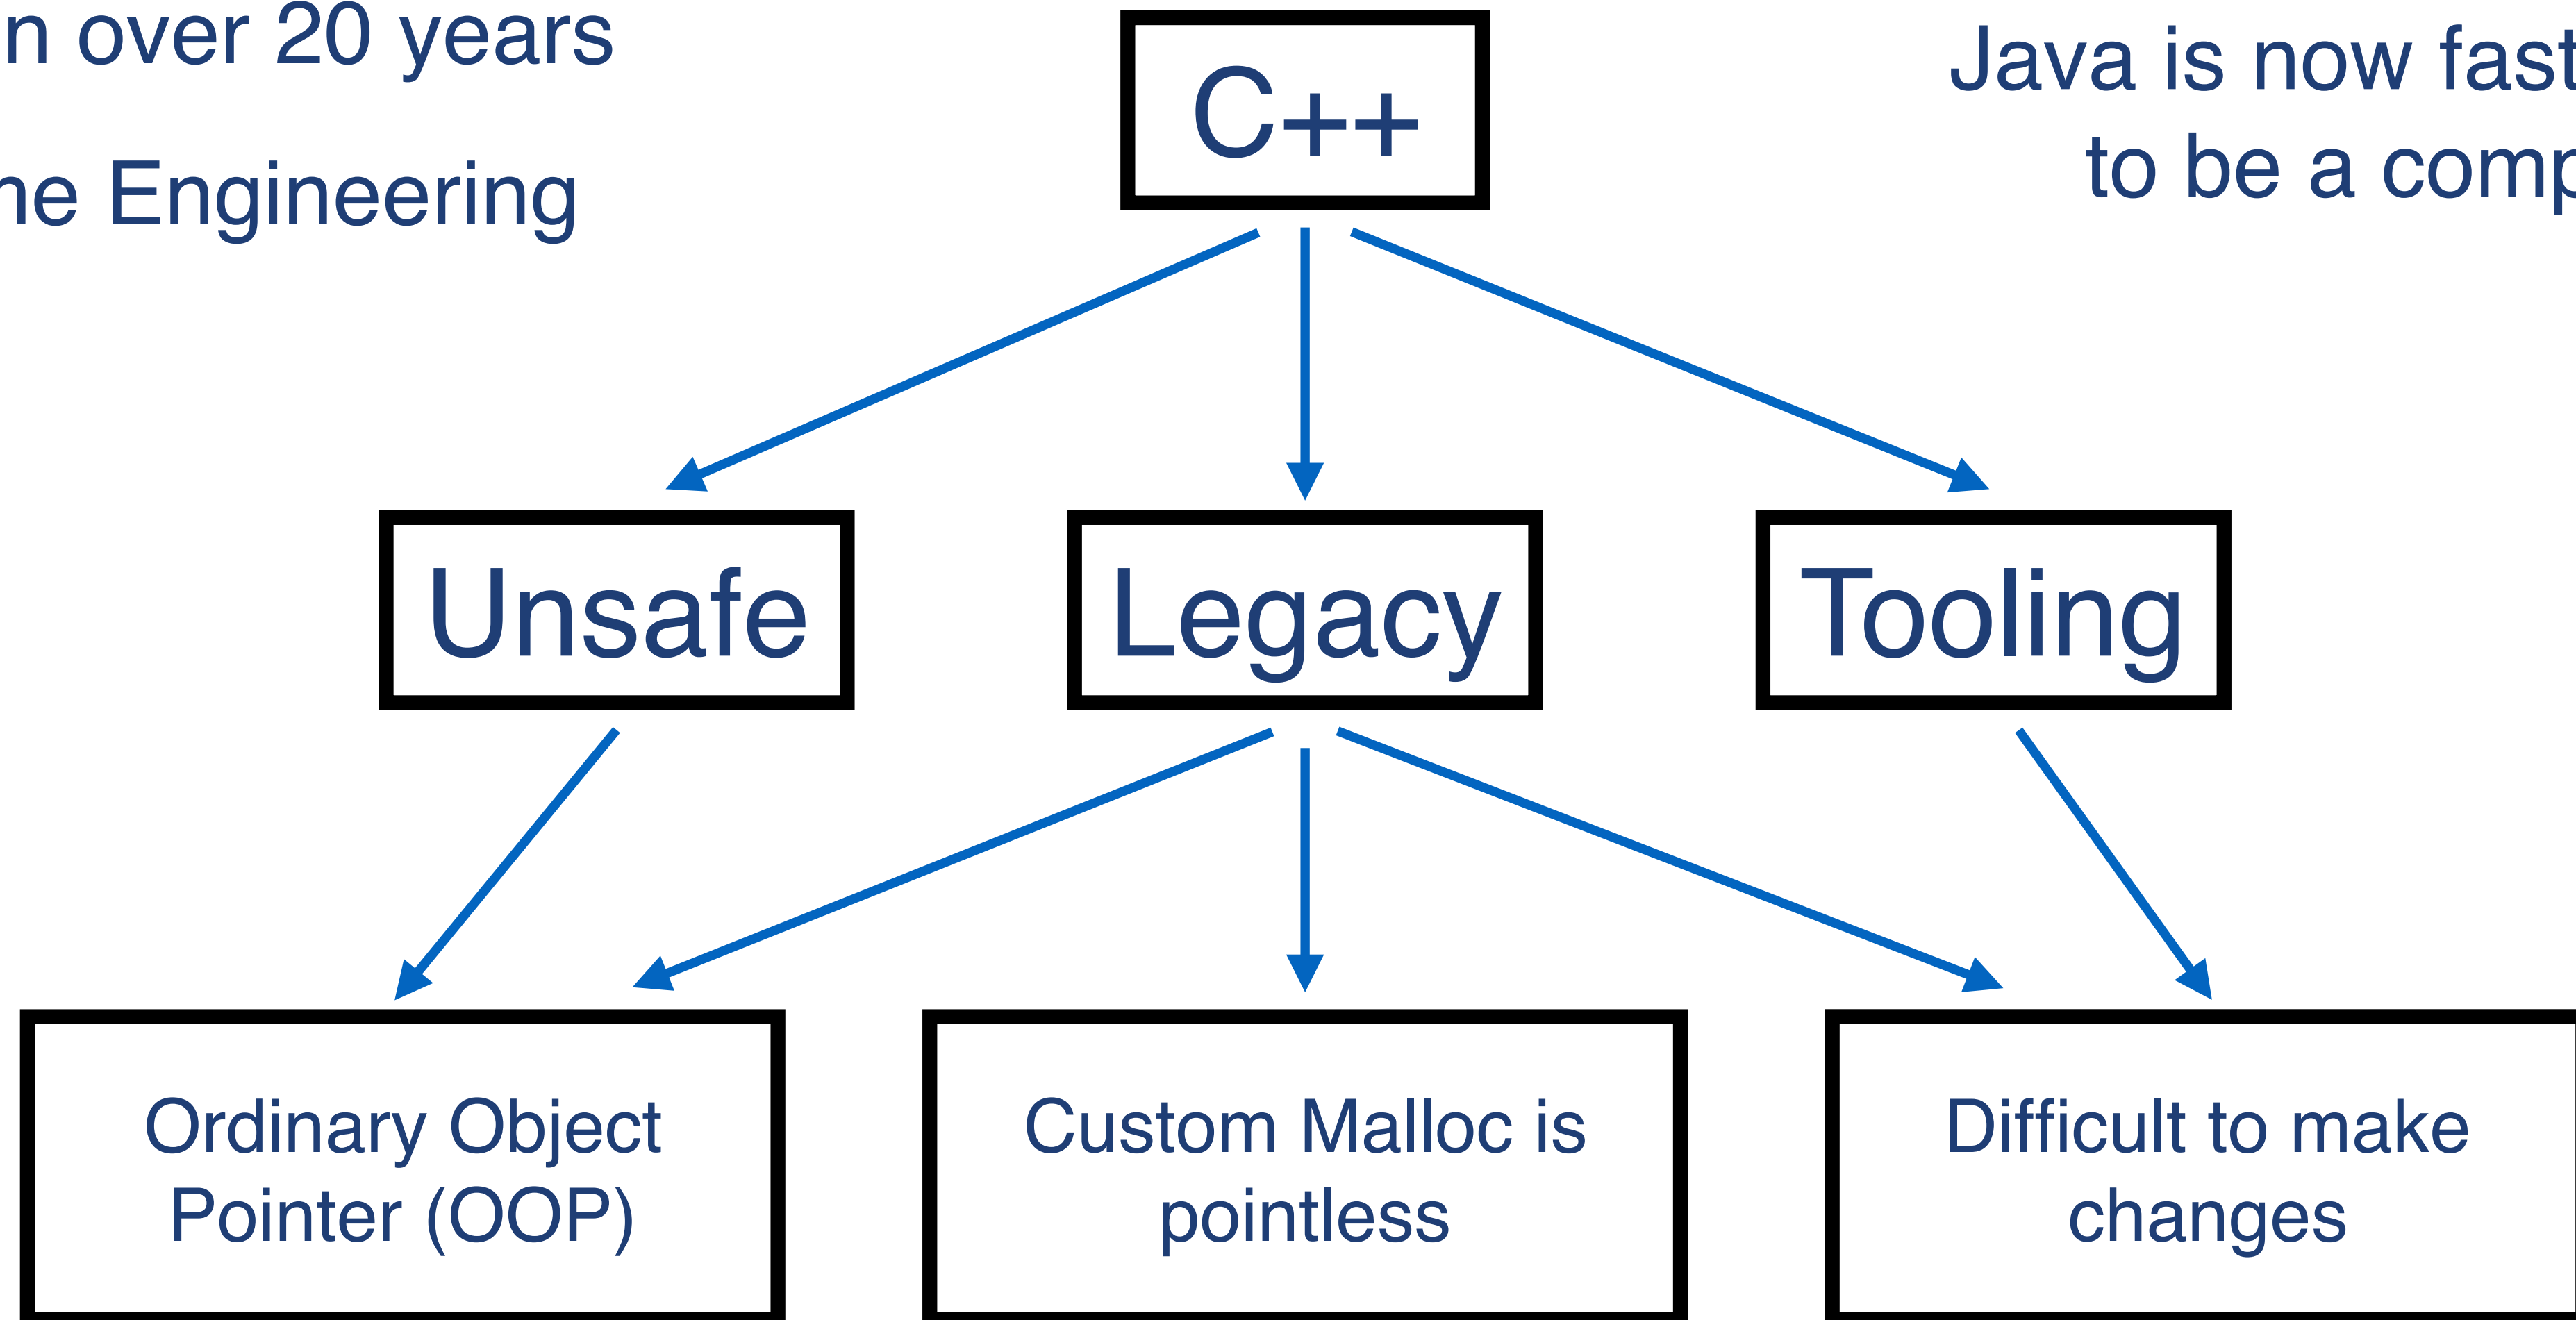 n over 20 years
ne Engineering
C++
Java is now fast
to be a comp
Unsafe
Legacy
Tooling
Ordinary Object
Pointer (OOP)
Custom Malloc is
pointless
Difficult to make
changes